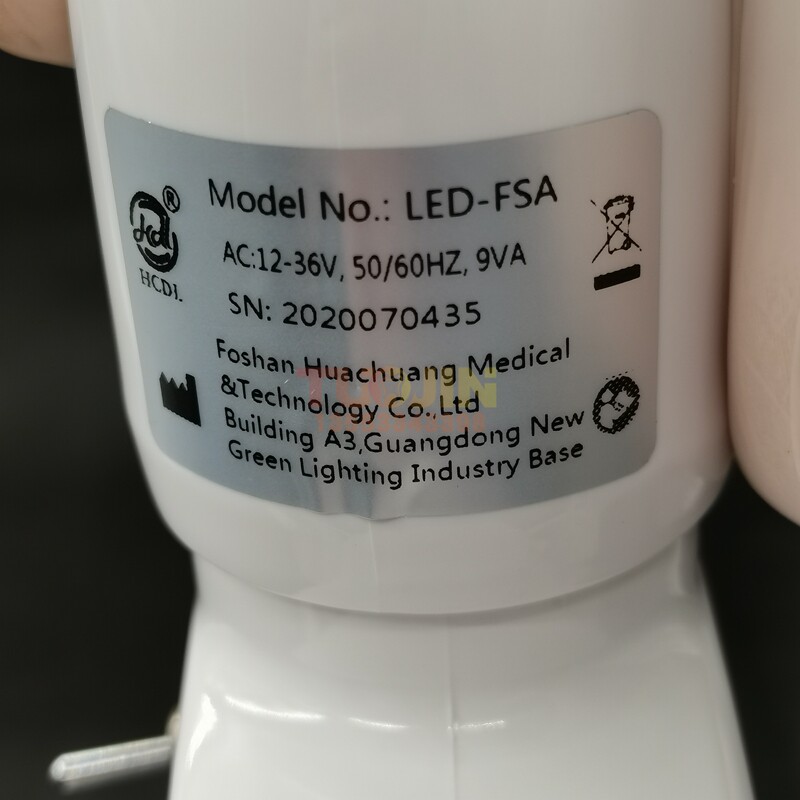 Model No.: LED-FSA
®
HCDL
AC:12-36V, 50/60HZ, 9VA
SN: 2020070435
Foshan Huachuang Medical
&Technology Co.,Ltd
Building A3,Guangdong New
Green Lighting Industry Base